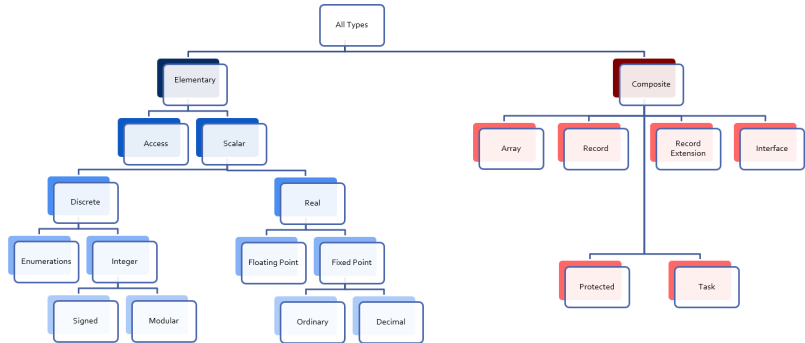 All Types
Elementary
Composite
Access
Scalar
Array
Record
Record
Extension
Interface
Discrete
Real
Enumerations
Integer
Floating Point
Fixed Point
Protected
Task
Signed
Modular
Ordinary
Decimal